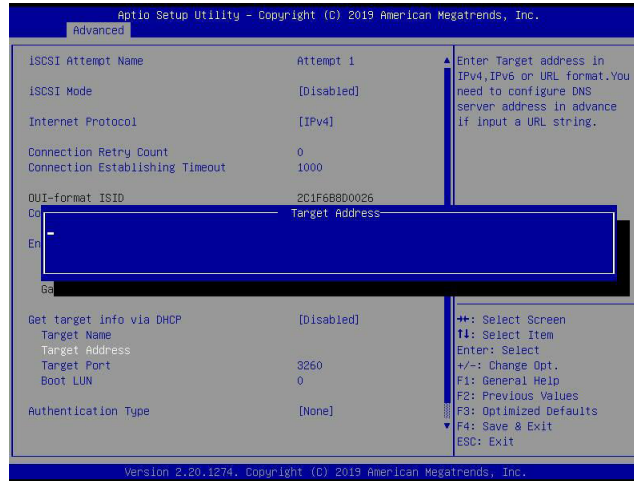 Aptio Setup Utility – Copyright (C) 2019 American Megatrends, Inc.
Advanced
iSCSI Attempt Name Attempt 1
iSCSI Mode [Disabled]
Internet Protocol [IPv4]
Connection Retry Count 0
Connection Establishing Timeout 1000
OUI-format ISID 2C1F6B8D0026
Co
En
Target Address
Ga
Get target info via DHCP [Disabled]
Target Name
Target Address
Target Port 3260
Boot LUN 0
Authentication Type [None]
Enter Target address in
IPv4,IPv6 or URL format.You
need to configure DNS
server address in advance
if input a URL string.
→←: Select Screen
↑↓: Select Item
Enter: Select
+/-: Change Opt.
F1: General Help
F2: Previous Values
F3: Optimized Defaults
F4: Save & Exit
ESC: Exit
Version 2.20.1274. Copyright (C) 2019 American Megatrends, Inc.